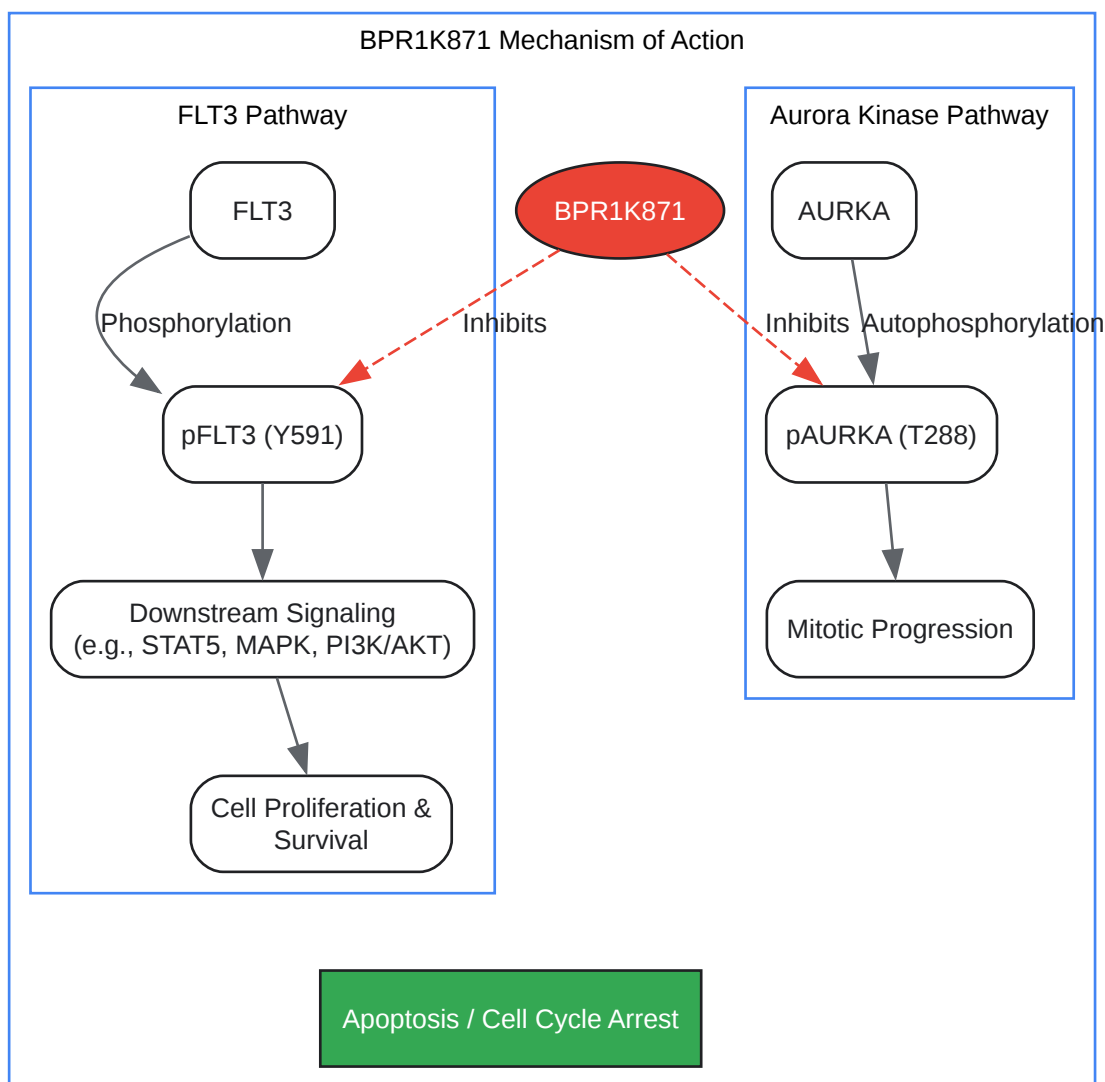 BPR1K871 Mechanism of Action
FLT3 Pathway
Aurora Kinase Pathway
FLT3
BPR1K871
AURKA
Phosphorylation
Inhibits
Inhibits
Autophosphorylation
pFLT3 (Y591)
pAURKA (T288)
Downstream Signaling
(e.g., STAT5, MAPK, PI3K/AKT)
Mitotic Progression
Cell Proliferation &
Survival
Apoptosis / Cell Cycle Arrest